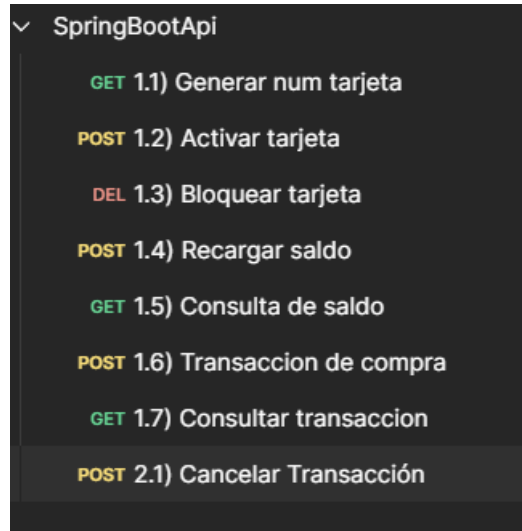 SpringBootApi
GET 1.1) Generar num tarjeta
POST 1.2) Activar tarjeta
DEL 1.3) Bloquear tarjeta
POST 1.4) Recargar saldo
GET 1.5) Consulta de saldo
POST 1.6) Transaccion de compra
GET 1.7) Consultar transaccion
POST 2.1) Cancelar Transacción